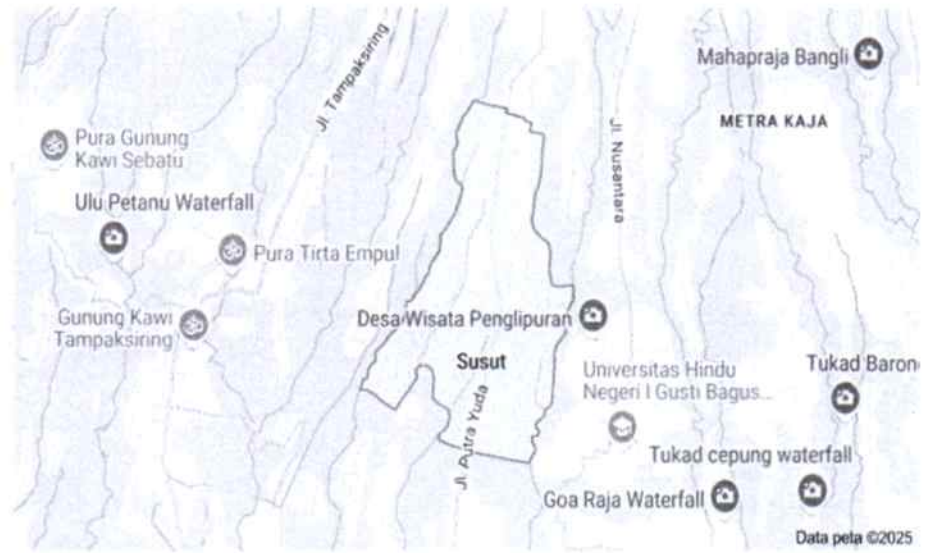 Mahapraja Bangli
METRA KAJA
Jl. Tampaksiring
Jl. Nusantara
Pura Gunung
Kawi Sebatu
Ulu Petanu Waterfall
Pura Tirta Empul
Gunung Kawi
Tampaksiring
Desa Wisata Penglipuran
Susut
Universitas Hindu
Negeri I Gusti Bagus...
Tukad Baron
Jl. Putra Yuda
Tukad cepung waterfall
Goa Raja Waterfall
Data peta ©2025